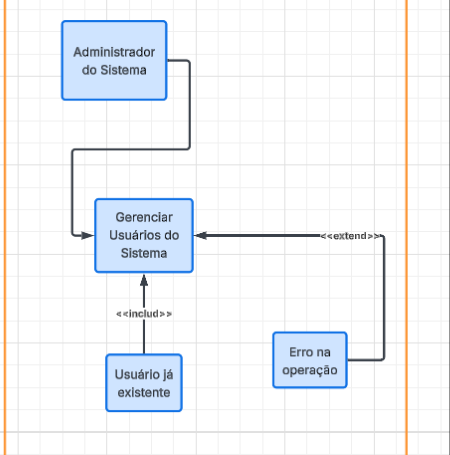 Administrador
do Sistema
Gerenciar
Usuários do
Sistema
<<extend>>
<<includ>>
Erro na
operação
Usuário já
existente